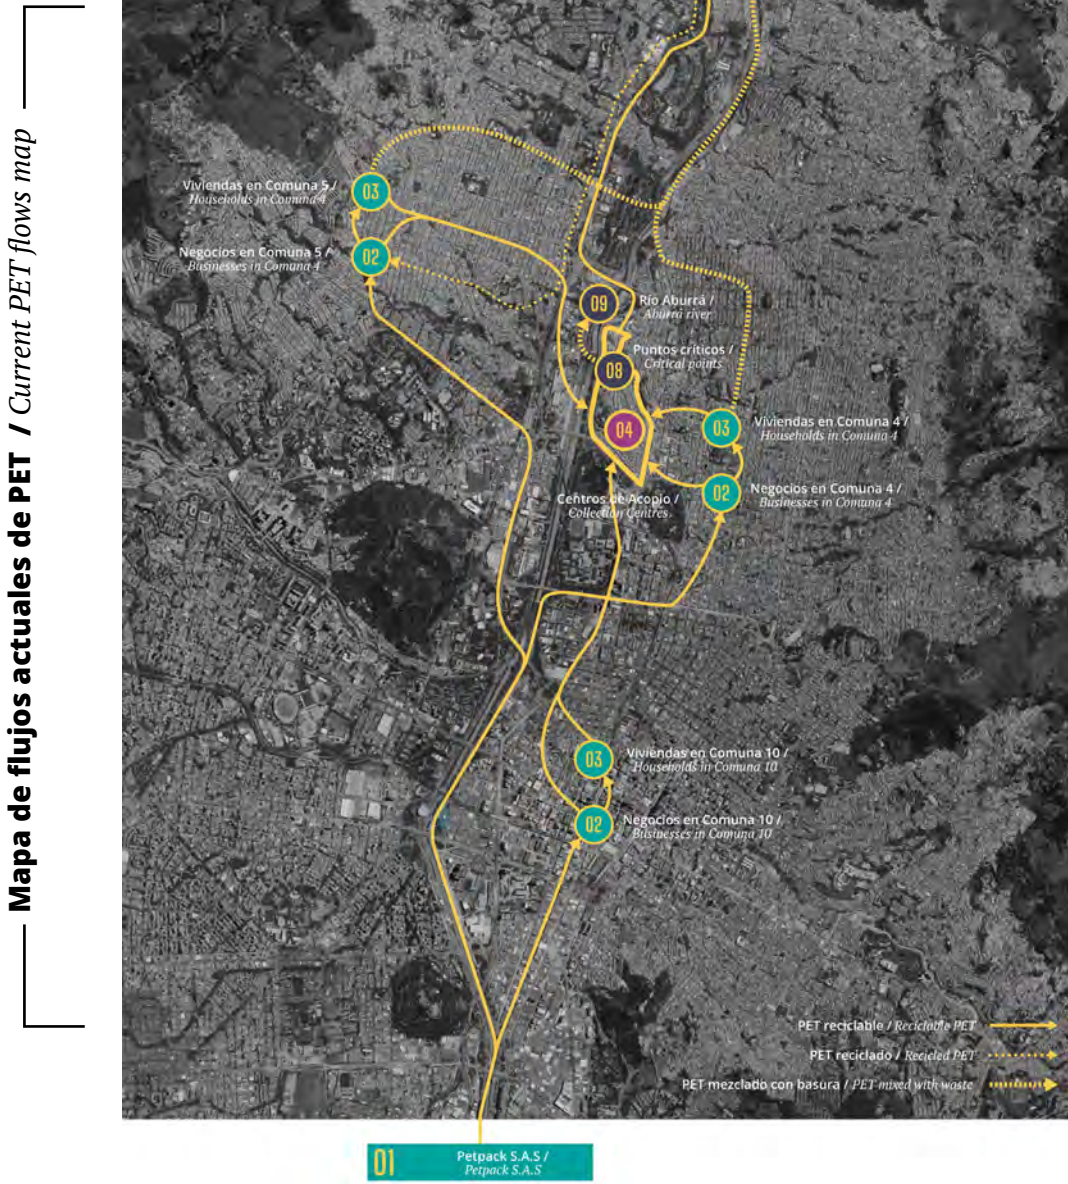 Mapa de flujos actuales de PET / Current PET flows map
Viviendas en Comuna 5 /
Households in Comuna 4
03
Negocios en Comuna 5 /
Businesses in Comuna 4
02
09
Río Aburrá /
Aburrá river
08
Puntos críticos /
Critical points
04
Centros de Acopio /
Collection Centres
03
Viviendas en Comuna 4 /
Households in Comuna 4
02
Negocios en Comuna 4 /
Businesses in Comuna 4
03
Viviendas en Comuna 10 /
Households in Comuna 10
02
Negocios en Comuna 10 /
Businesses in Comuna 10
PET reciclable / Reciclable PET
PET reciclado / Recicled PET
PET mezclado con basura / PET mixed with waste
01
Petpack S.A.S /
Petpack S.A.S